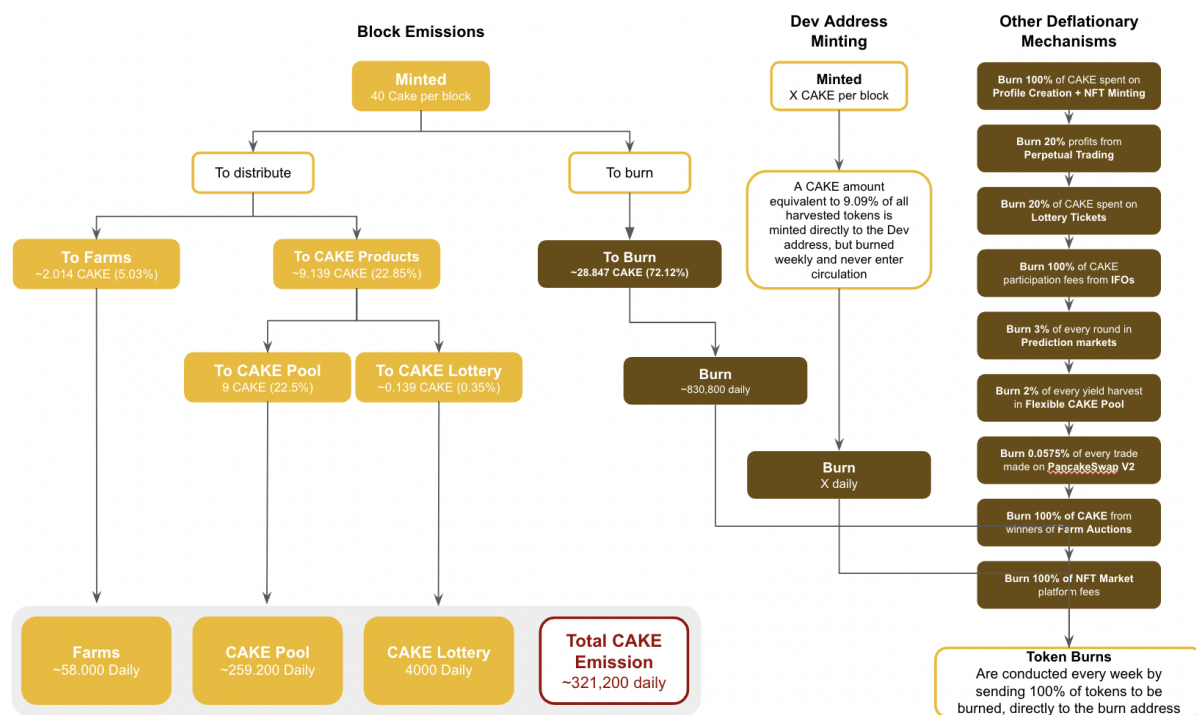 Block Emissions
Minted
40 Cake per block
To distribute
To burn
To Farms
~2.014 CAKE (5.03%)
To CAKE Products
~9.139 CAKE (22.85%)
To Burn
~28.847 CAKE (72.12%)
To CAKE Pool
9 CAKE (22.5%)
To CAKE Lottery
~0.139 CAKE (0.35%)
Burn
~830,800 daily
Farms
~58.000 Daily
CAKE Pool
~259.200 Daily
CAKE Lottery
4000 Daily
Total CAKE
Emission
~321,200 daily
Dev Address
Minting
Minted
X CAKE per block
A CAKE amount
equivalent to 9.09% of all
harvested tokens is
minted directly to the Dev
address, but burned
weekly and never enter
circulation
Burn
X daily
Other Deflationary
Mechanisms
Burn 100% of CAKE spent on
Profile Creation + NFT Minting
Burn 20% profits from
Perpetual Trading
Burn 20% of CAKE spent on
Lottery Tickets
Burn 100% of CAKE
participation fees from IFOs
Burn 3% of every round in
Prediction markets
Burn 2% of every yield harvest
in Flexible CAKE Pool
Burn 0.0575% of every trade
made on PancakeSwap V2
Burn 100% of CAKE from
winners of Farm Auctions
Burn 100% of NFT Market
platform fees
Token Burns
Are conducted every week by
sending 100% of tokens to be
burned, directly to the burn address